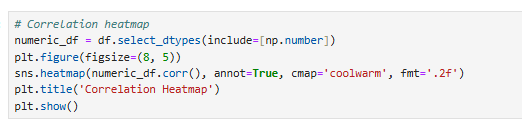 # Correlation heatmap
numeric_df = df.select_dtypes(include=[np.number])
plt.figure(figsize=(8, 5))
sns.heatmap(numeric_df.corr(), annot=True, cmap='coolwarm', fmt='.2f')
plt.title('Correlation Heatmap')
plt.show()